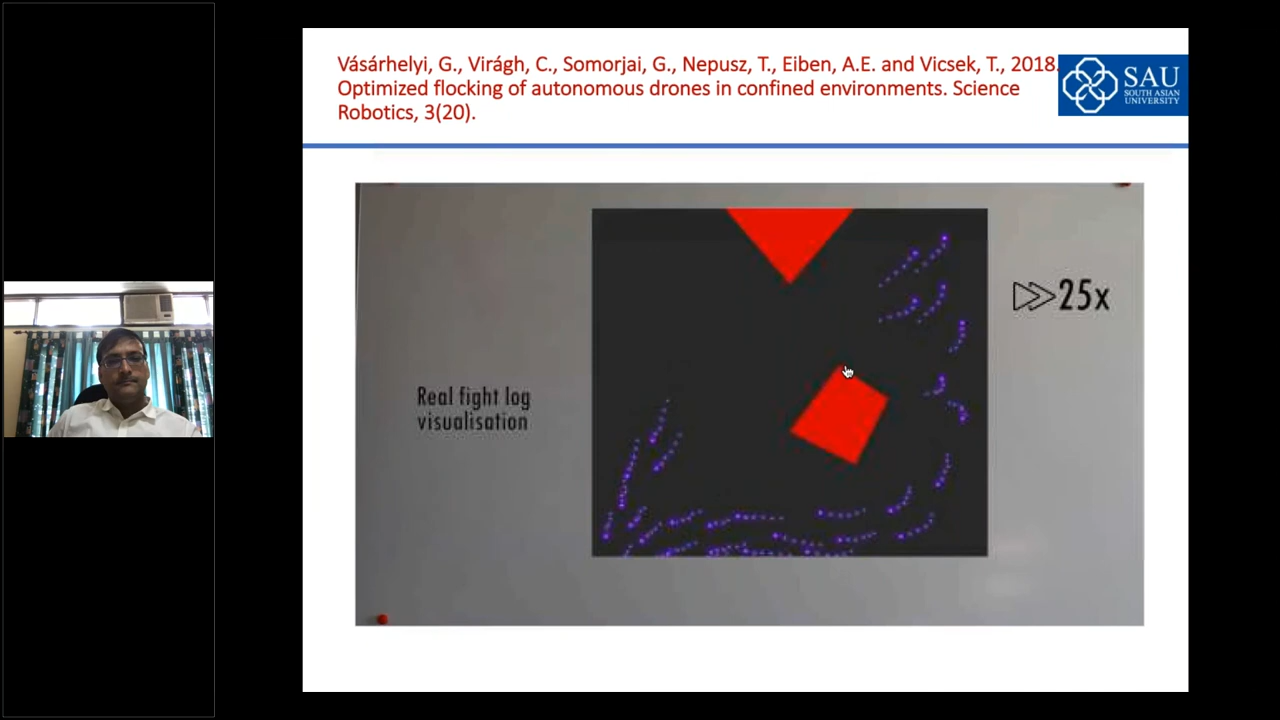 Vásárhelyi, G., Virágh, C., Somorjai, G., Nepusz, T., Eiben, A.E. and Vicsek, T., 2018.
Optimized flocking of autonomous drones in confined environments. Science
Robotics, 3(20).
SAU
SOUTH ASIAN
UNIVERSITY
25x
Real fight log
visualisation